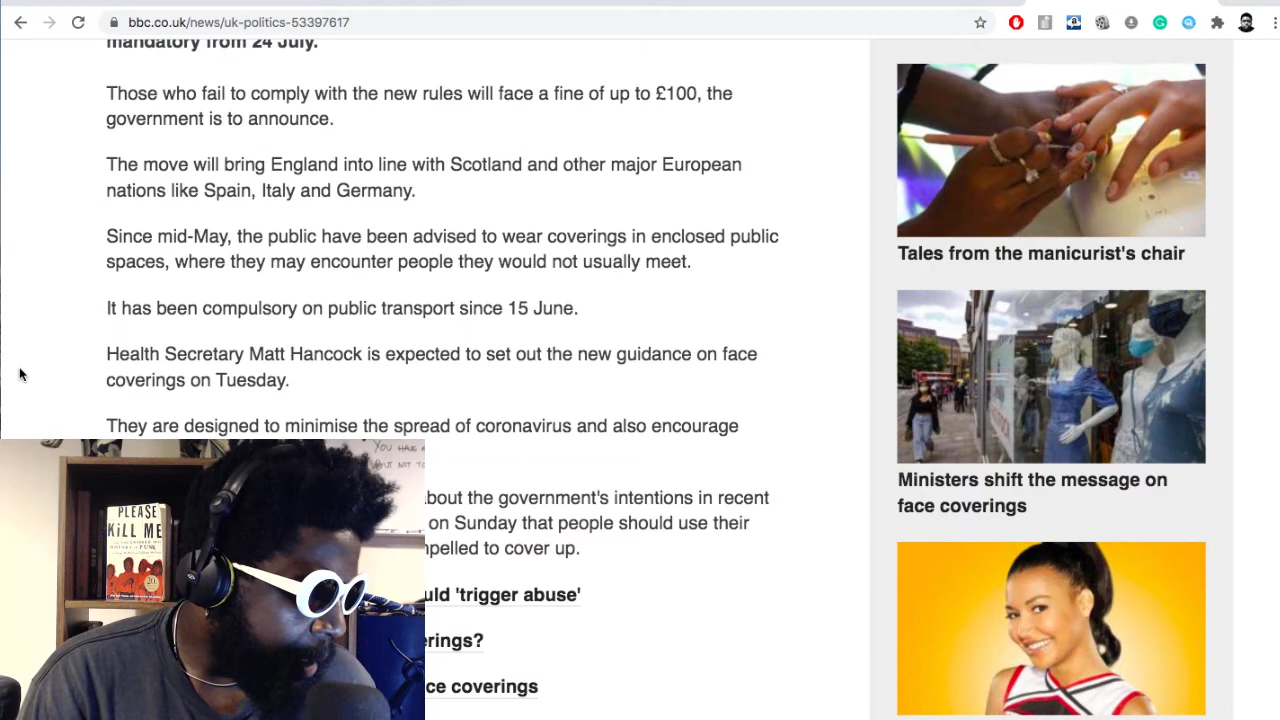 bbc.co.uk/news/uk-politics-53397617
mandatory from 24 July.
Those who fail to comply with the new rules will face a fine of up to £100, the
government is to announce.
The move will bring England into line with Scotland and other major European
nations like Spain, Italy and Germany.
Since mid-May, the public have been advised to wear coverings in enclosed public
spaces, where they may encounter people they would not usually meet.
It has been compulsory on public transport since 15 June.
Health Secretary Matt Hancock is expected to set out the new guidance on face
coverings on Tuesday.
They are designed to minimise the spread of coronavirus and also encourage
about the government's intentions in recent
on Sunday that people should use their
mpelled to cover up.
uld 'trigger abuse'
erings?
ce coverings
Tales from the manicurist's chair
Ministers shift the message on
face coverings
YOU HAVE
BUT NOT TO
PLEASE
KILL ME